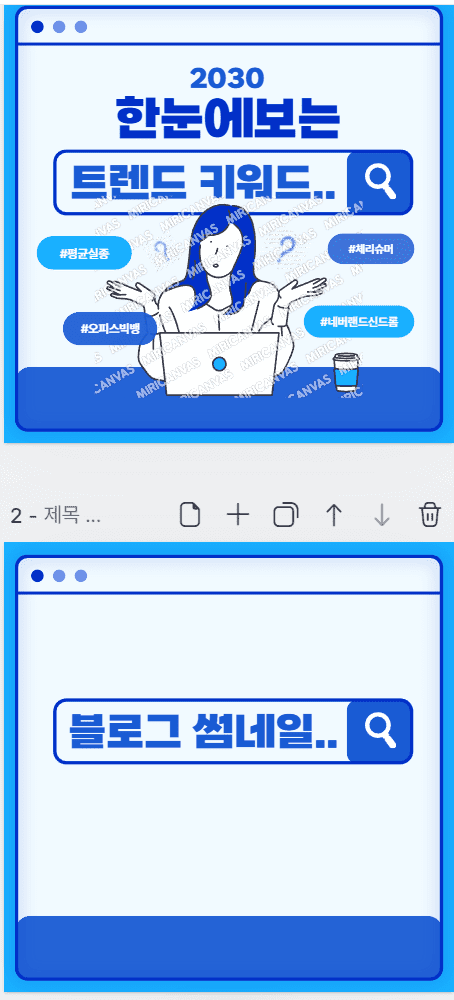 2030
한눈에보는
트렌드 키워드..
#평균실종
#체리슈머
#오피스빅뱅
#네버랜드신드롬
MIRICANVAS
2 - 제목 ...
블로그 썸네일..